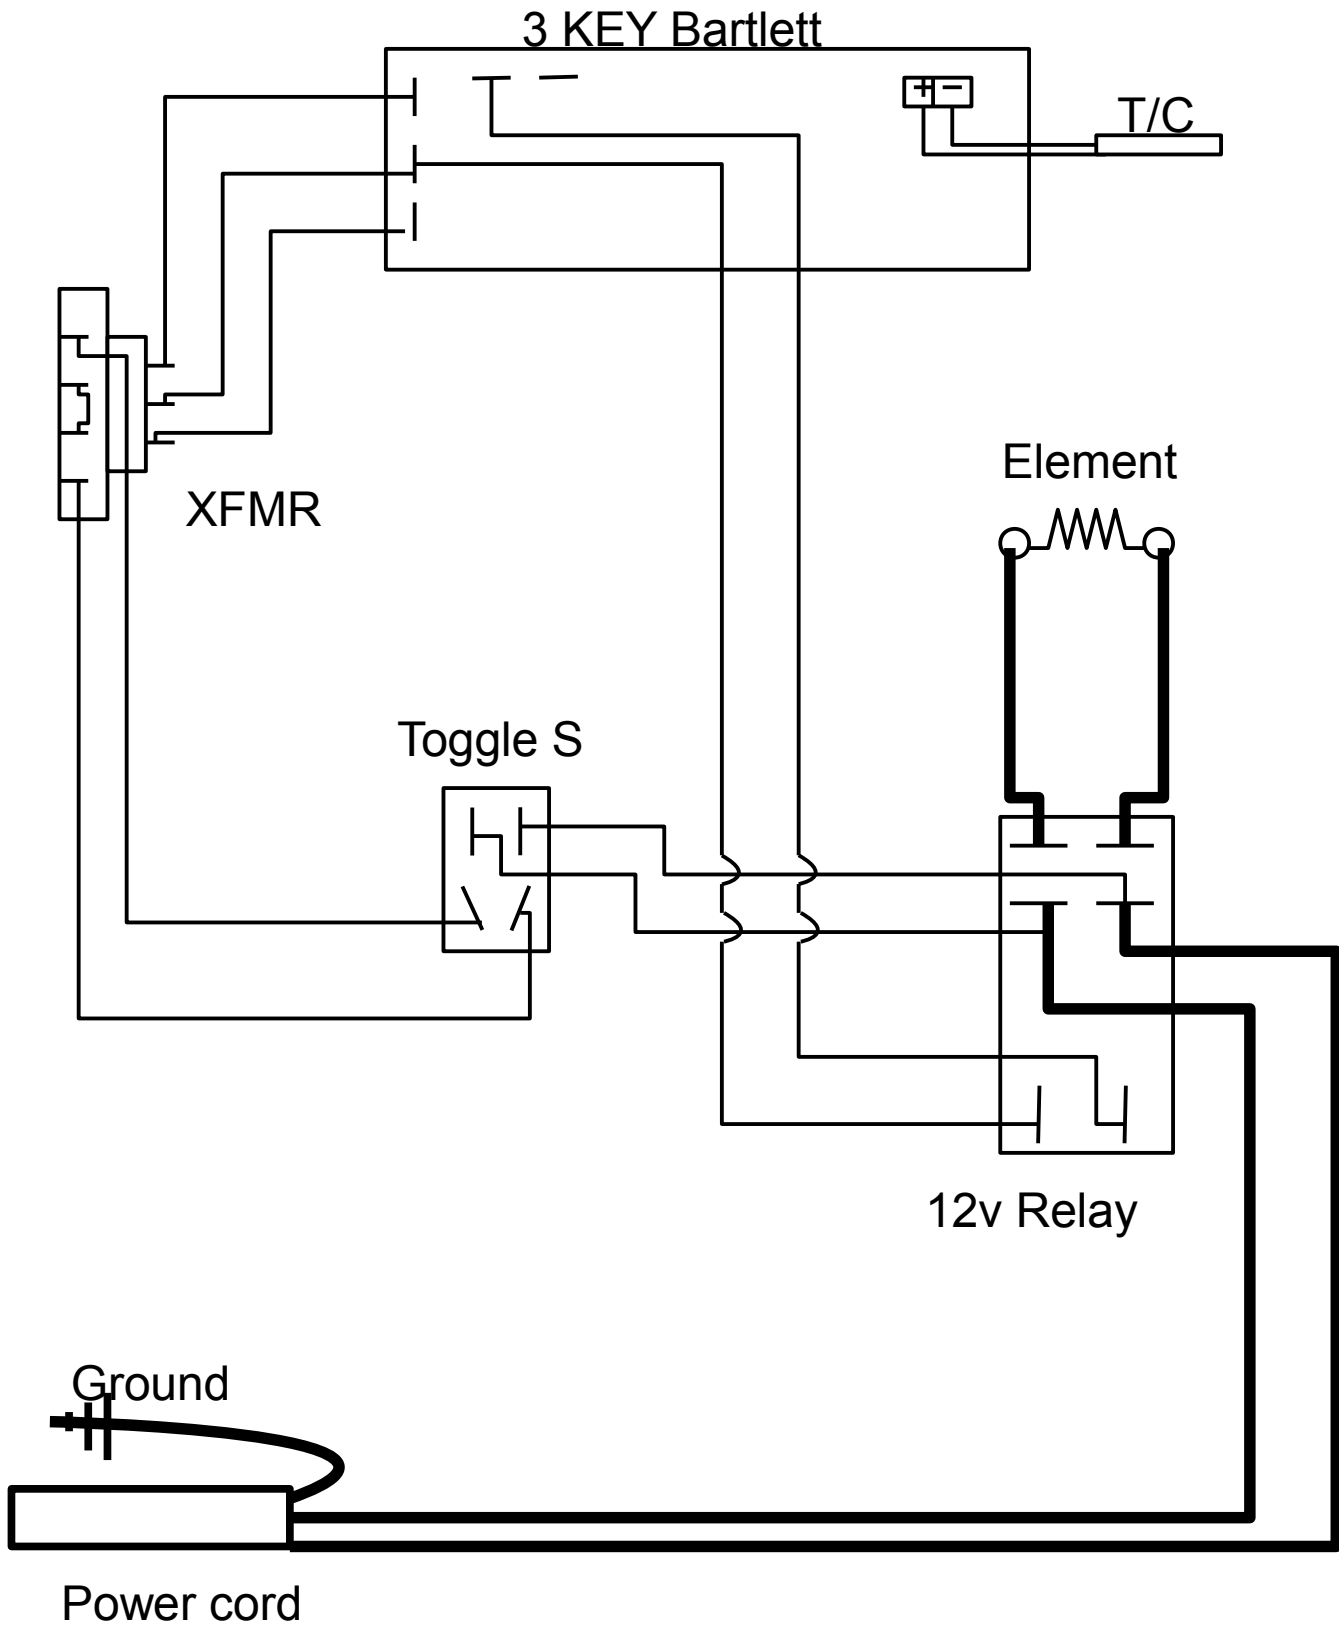 3 KEY Bartlett
+ −
T/C
XFMR
Element
Toggle S
12v Relay
Ground
Power cord